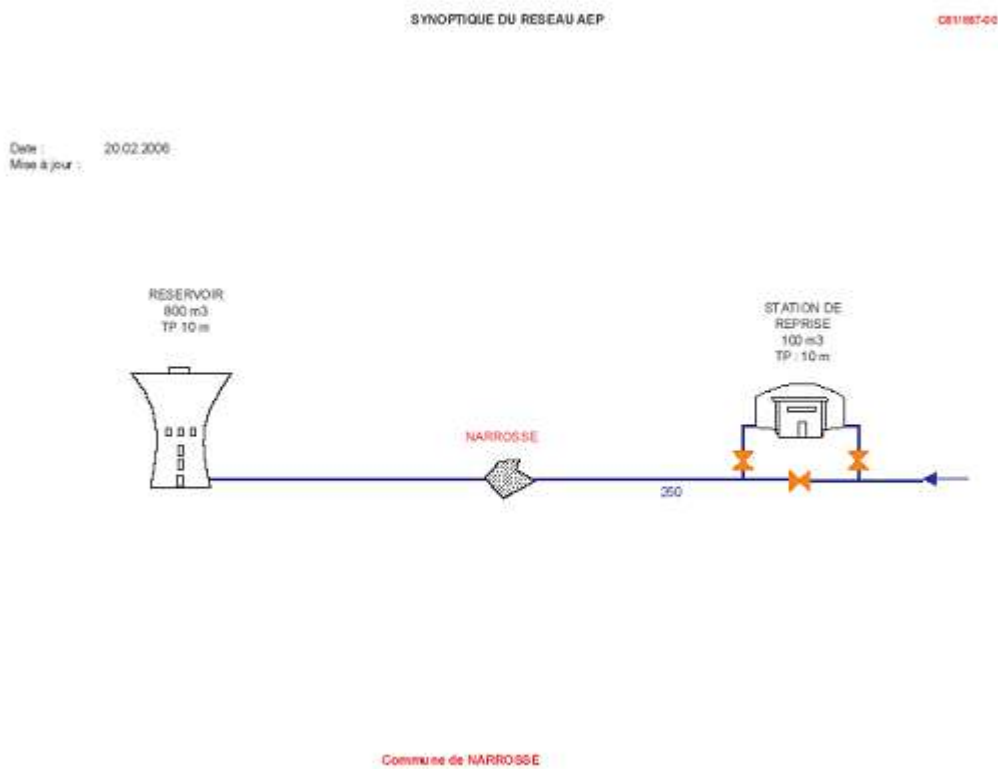 SYNOPTIQUE DU RESEAU AEP
Date : 20.02.2006
Mise à jour :
RESERVOIR
800 m3
TP 10 m
STATION DE
REPRISE
100 m3
TP : 10 m
NARROSSE
350
Commune de NARROSSE